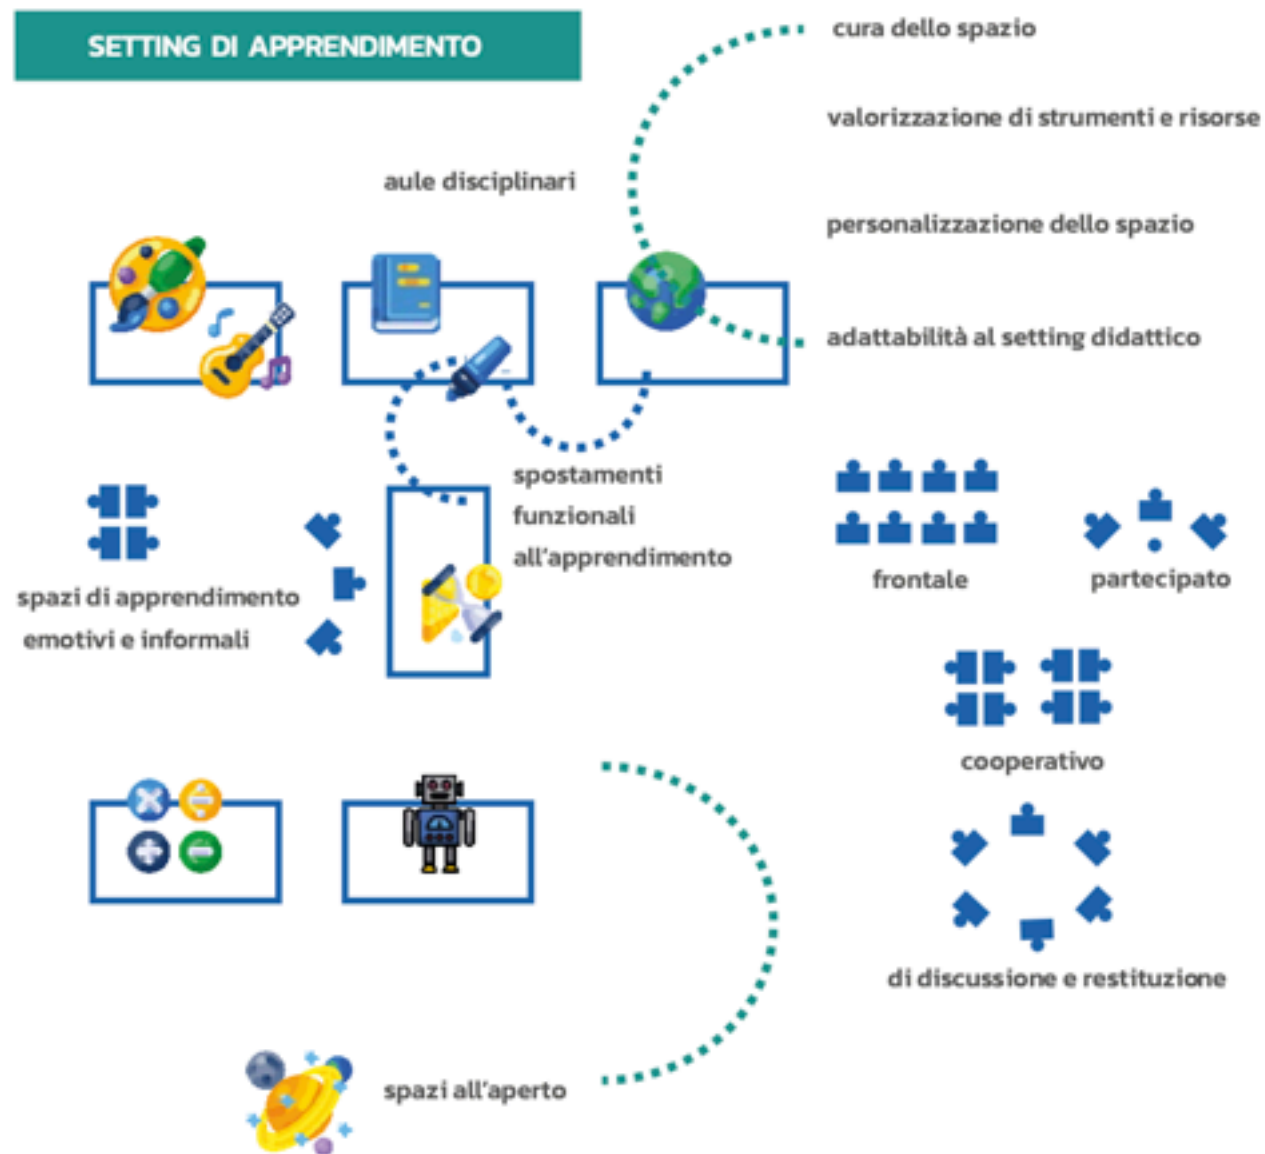 SETTING DI APPRENDIMENTO
cura dello spazio
valorizzazione di strumenti e risorse
aule disciplinari
personalizzazione dello spazio
adattabilità al setting didattico
spostamenti
funzionali
all'apprendimento
spazi di apprendimento
emotivi e informali
frontale
partecipato
cooperativo
di discussione e restituzione
spazi all'aperto